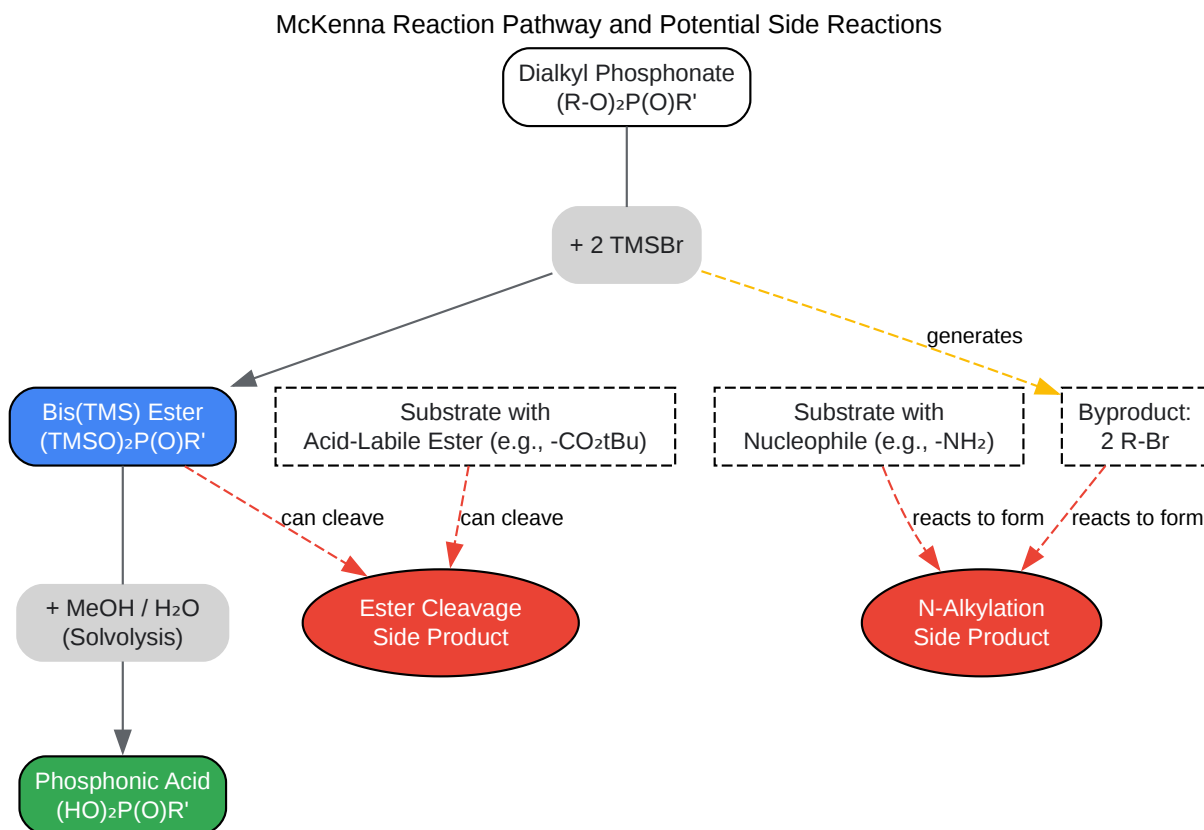 McKenna Reaction Pathway and Potential Side Reactions
Dialkyl Phosphonate
(R-O)₂P(O)R'
+ 2 TMSBr
generates
Bis(TMS) Ester
(TMSO)₂P(O)R'
Substrate with
Acid-Labile Ester (e.g., -CO₂tBu)
Substrate with
Nucleophile (e.g., -NH₂)
Byproduct:
2 R-Br
can cleave
can cleave
reacts to form
reacts to form
+ MeOH / H₂O
(Solvolysis)
Ester Cleavage
Side Product
N-Alkylation
Side Product
Phosphonic Acid
(HO)₂P(O)R'